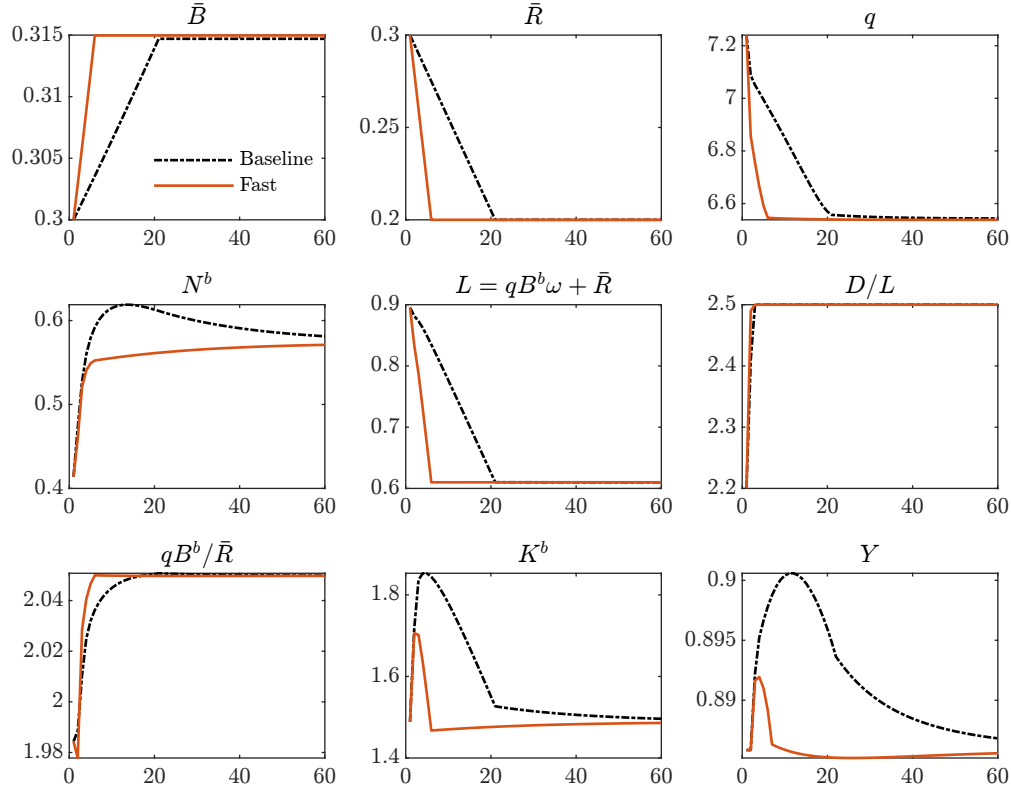 B̄
0.315
0.31
0.305
0.3
0 20 40 60
Baseline
Fast
R̄
0.3
0.25
0.2
0 20 40 60
q
7.2
7
6.8
6.6
0 20 40 60
N^b
0.6
0.5
0.4
0 20 40 60
L = qB^bω + R̄
0.9
0.8
0.7
0.6
0 20 40 60
D/L
2.5
2.4
2.3
2.2
0 20 40 60
qB^b/R̄
2.04
2.02
2
1.98
0 20 40 60
K^b
1.8
1.6
1.4
0 20 40 60
Y
0.9
0.895
0.89
0 20 40 60